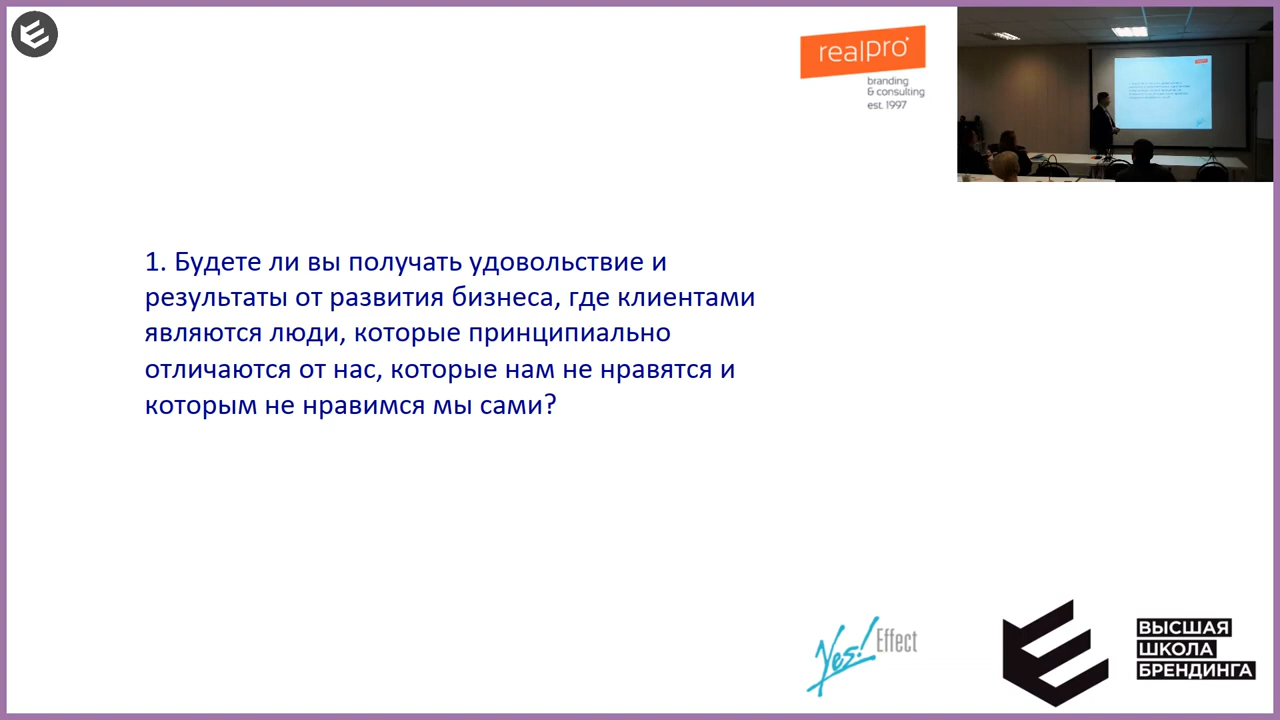 realpro
branding
& consulting
est. 1997
1. Будете ли вы получать удовольствие и
результаты от развития бизнеса, где клиентами
являются люди, которые принципиально
отличаются от нас, которые нам не нравятся и
которым не нравимся мы сами?
Yes! Effect
ВЫСШАЯ
ШКОЛА
БРЕНДИНГА